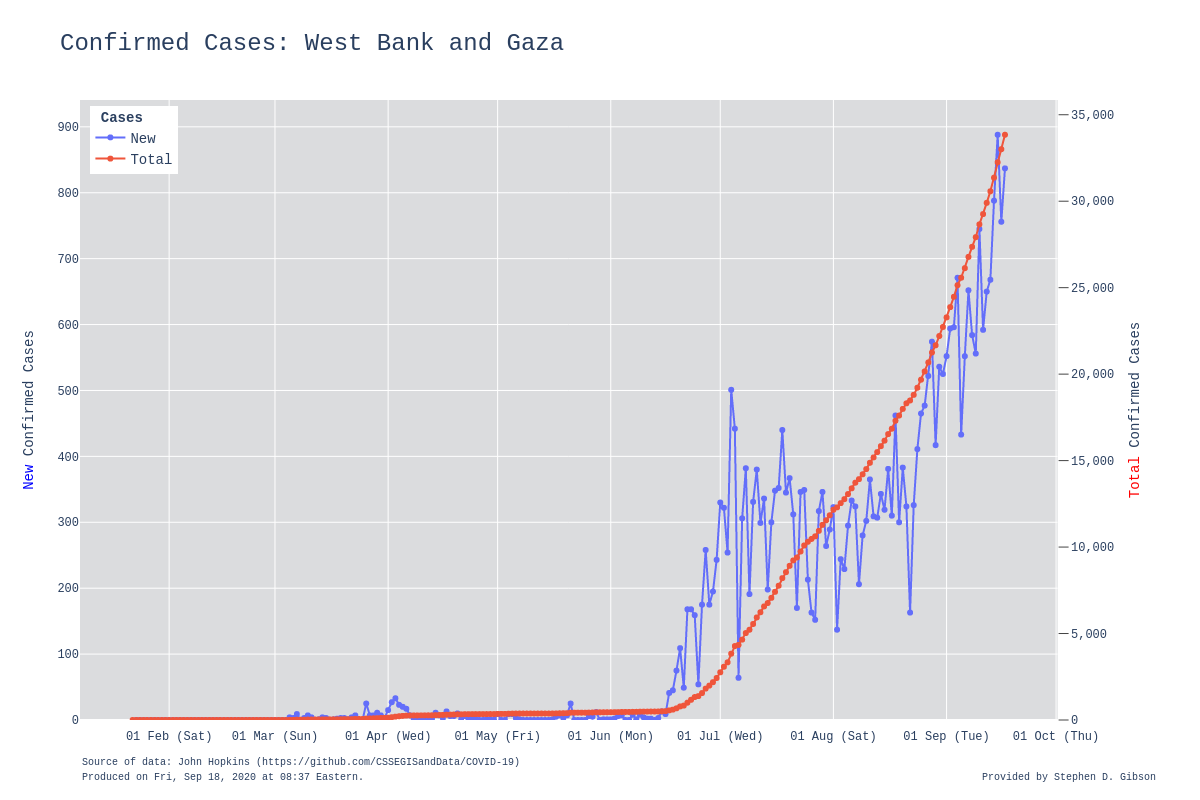 Confirmed Cases: West Bank and Gaza
Cases
New
Total
900
800
700
600
500
400
300
200
100
0
New Confirmed Cases
35,000
30,000
25,000
20,000
15,000
10,000
5,000
0
Total Confirmed Cases
01 Feb (Sat) 01 Mar (Sun) 01 Apr (Wed) 01 May (Fri) 01 Jun (Mon) 01 Jul (Wed) 01 Aug (Sat) 01 Sep (Tue) 01 Oct (Thu)
Source of data: John Hopkins (https://github.com/CSSEGISandData/COVID-19)
Produced on Fri, Sep 18, 2020 at 08:37 Eastern.
Provided by Stephen D. Gibson